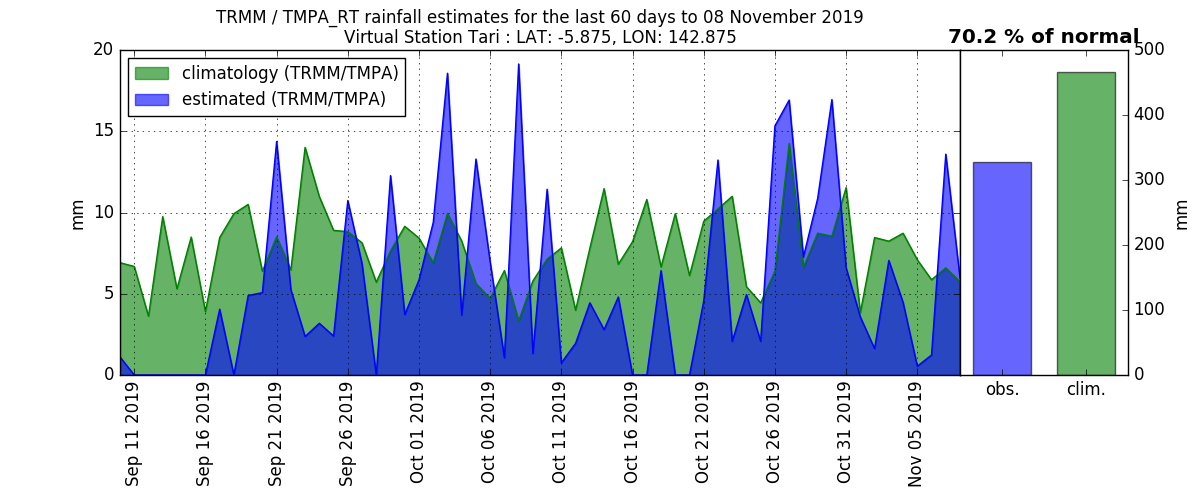 TRMM / TMPA_RT rainfall estimates for the last 60 days to 08 November 2019
Virtual Station Tari : LAT: -5.875, LON: 142.875
70.2 % of normal
climatology (TRMM/TMPA)
estimated (TRMM/TMPA)
mm
20
15
10
5
0
Sep 11 2019
Sep 16 2019
Sep 21 2019
Sep 26 2019
Oct 01 2019
Oct 06 2019
Oct 11 2019
Oct 16 2019
Oct 21 2019
Oct 26 2019
Oct 31 2019
Nov 05 2019
obs.
clim.
500
400
300
200
100
0
mm